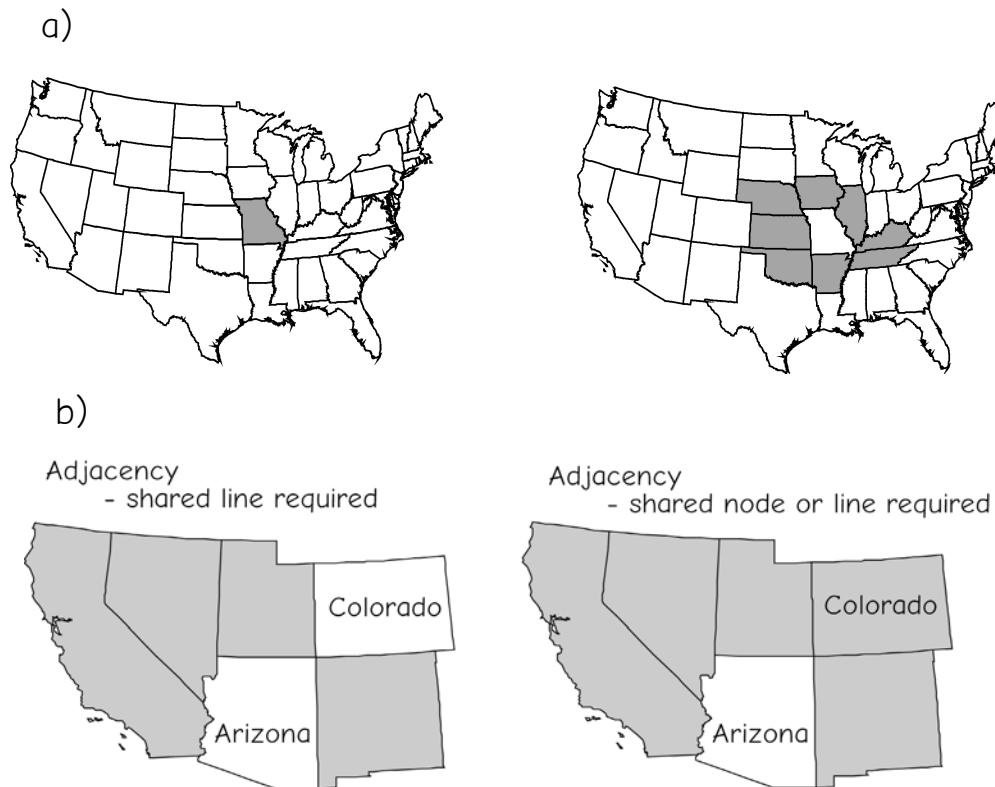 a)
b)
Adjacency
- shared line required
Colorado
Arizona
Adjacency
- shared node or line required
Colorado
Arizona